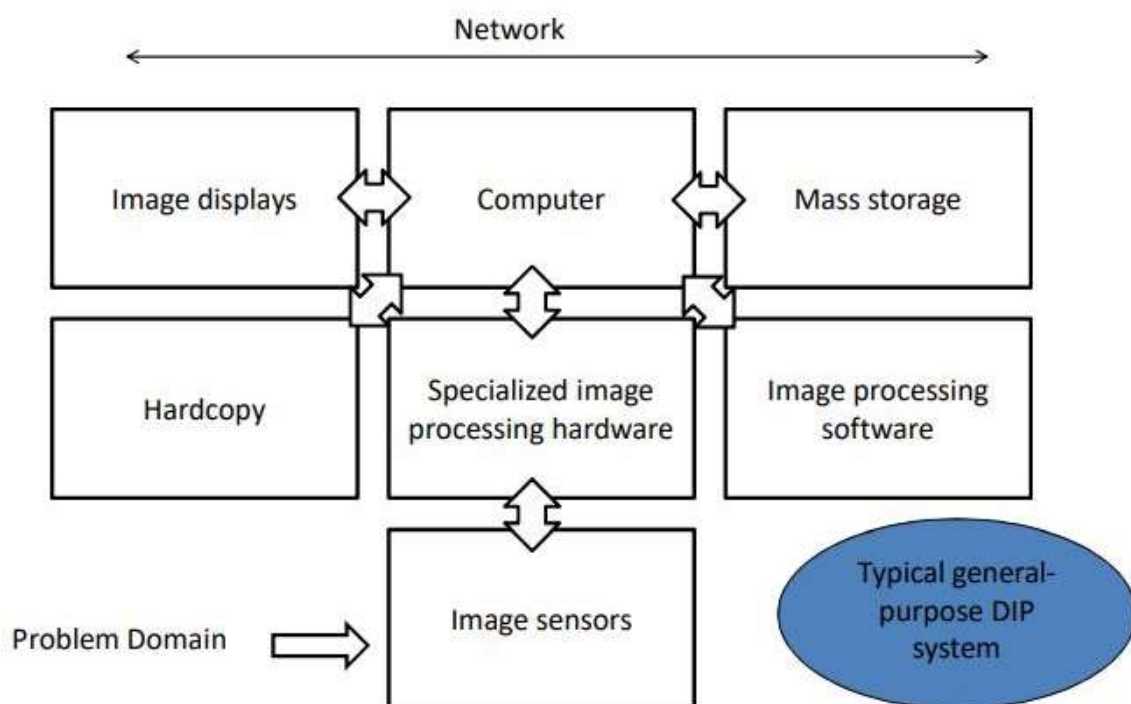 Network
Image displays
Computer
Mass storage
Hardcopy
Specialized image
processing hardware
Image processing
software
Problem Domain
Image sensors
Typical general-
purpose DIP
system